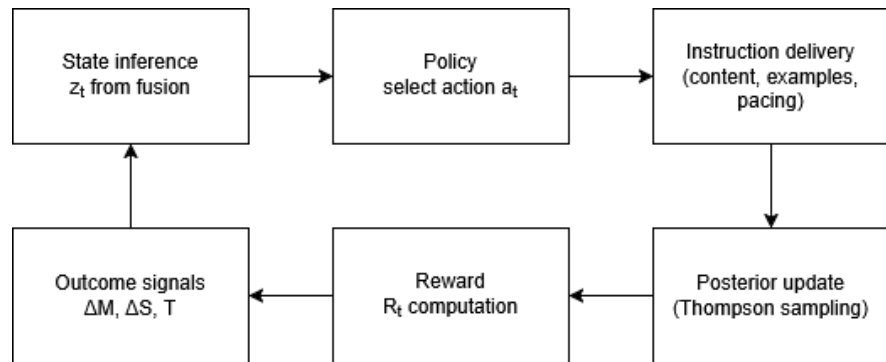 State inference
zₜ from fusion
Policy
select action aₜ
Instruction delivery
(content, examples,
pacing)
Outcome signals
ΔM, ΔS, T
Reward
Rₜ computation
Posterior update
(Thompson sampling)